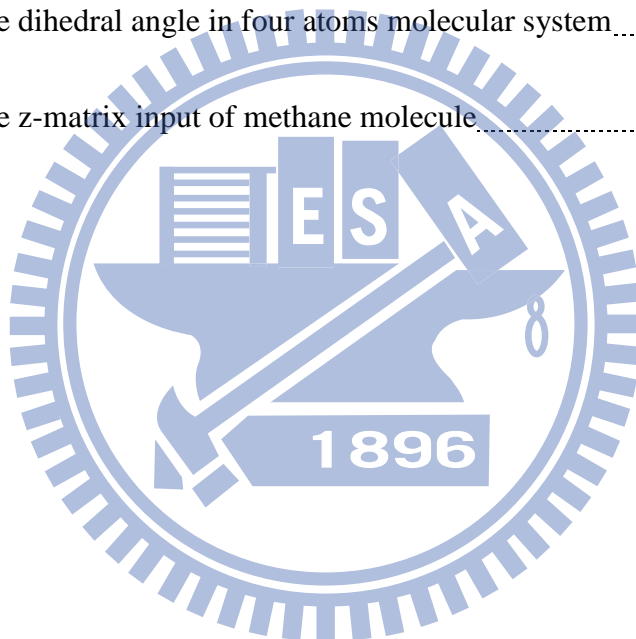 e dihedral angle in four atoms molecular system
e z-matrix input of methane molecule
E S A
1896